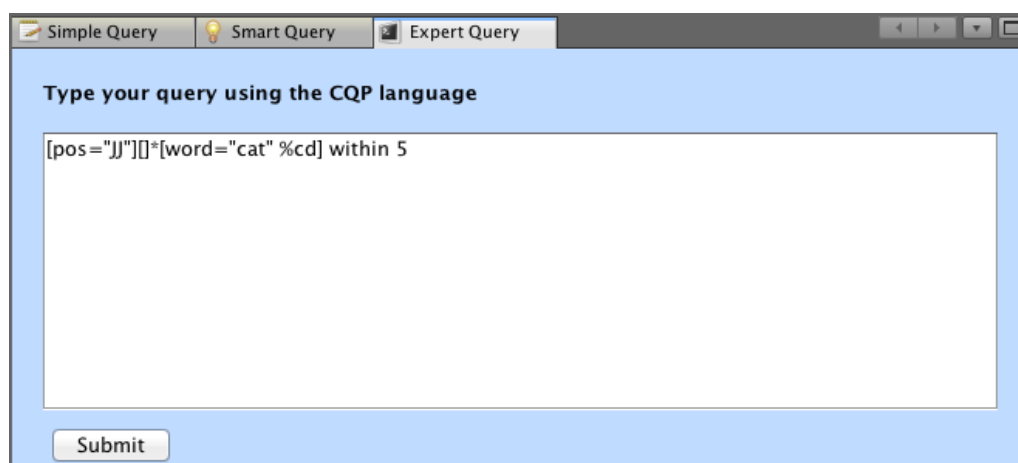 Simple Query Smart Query Expert Query
Type your query using the CQP language
[pos="JJ"][]*[word="cat" %cd] within 5
Submit